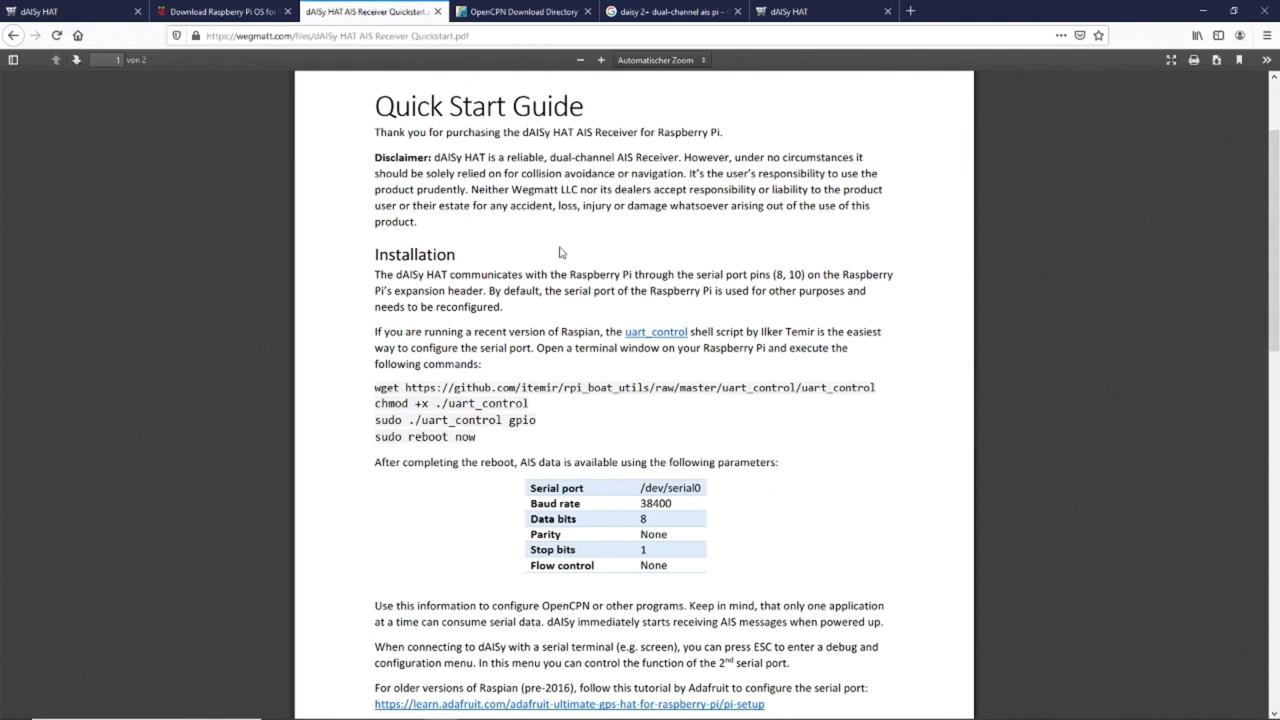 dAISy HAT
Download Raspberry Pi OS for
dAISy HAT AIS Receiver Quickstart.
OpenCPN Download Directory
daisy 2+ dual-channel ais pi –
dAISy HAT
https://wegmatt.com/files/dAISy HAT AIS Receiver Quickstart.pdf
1 von 2
Automatischer Zoom
Quick Start Guide
Thank you for purchasing the dAISy HAT AIS Receiver for Raspberry Pi.
Disclaimer: dAISy HAT is a reliable, dual-channel AIS Receiver. However, under no circumstances it
should be solely relied on for collision avoidance or navigation. It's the user's responsibility to use the
product prudently. Neither Wegmatt LLC nor its dealers accept responsibility or liability to the product
user or their estate for any accident, loss, injury or damage whatsoever arising out of the use of this
product.
Installation
The dAISy HAT communicates with the Raspberry Pi through the serial port pins (8, 10) on the Raspberry
Pi's expansion header. By default, the serial port of the Raspberry Pi is used for other purposes and
needs to be reconfigured.
If you are running a recent version of Raspian, the uart_control shell script by Ilker Temir is the easiest
way to configure the serial port. Open a terminal window on your Raspberry Pi and execute the
following commands:
wget https://github.com/itemir/rpi_boat_utils/raw/master/uart_control/uart_control
chmod +x ./uart_control
sudo ./uart_control gpio
sudo reboot now
After completing the reboot, AIS data is available using the following parameters:
Serial port /dev/serial0
Baud rate 38400
Data bits 8
Parity None
Stop bits 1
Flow control None
Use this information to configure OpenCPN or other programs. Keep in mind, that only one application
at a time can consume serial data. dAISy immediately starts receiving AIS messages when powered up.
When connecting to dAISy with a serial terminal (e.g. screen), you can press ESC to enter a debug and
configuration menu. In this menu you can control the function of the 2nd serial port.
For older versions of Raspian (pre-2016), follow this tutorial by Adafruit to configure the serial port:
https://learn.adafruit.com/adafruit-ultimate-gps-hat-for-raspberry-pi/pi-setup